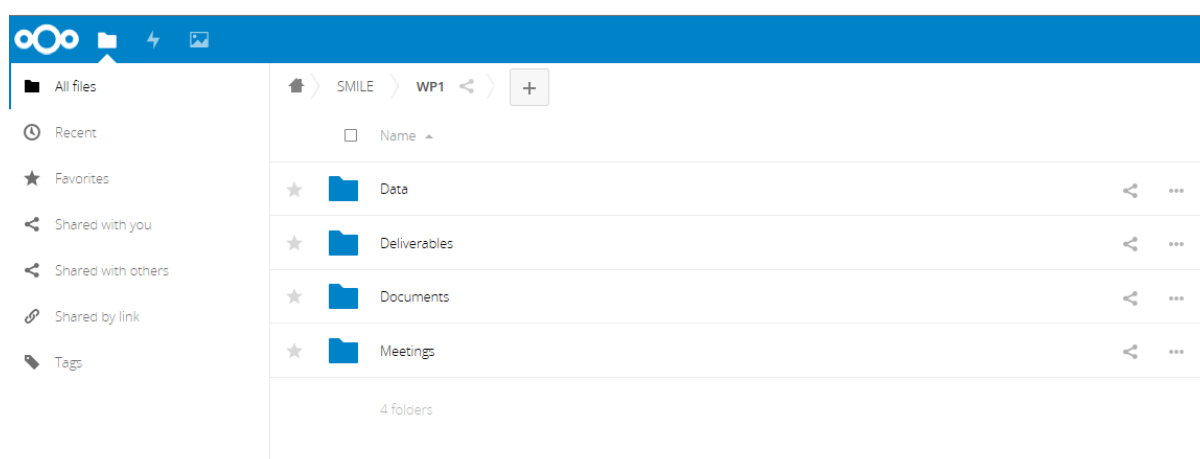 All files
Recent
Favorites
Shared with you
Shared with others
Shared by link
Tags
SMILE WP1 +
Name
Data
Deliverables
Documents
Meetings
4 folders